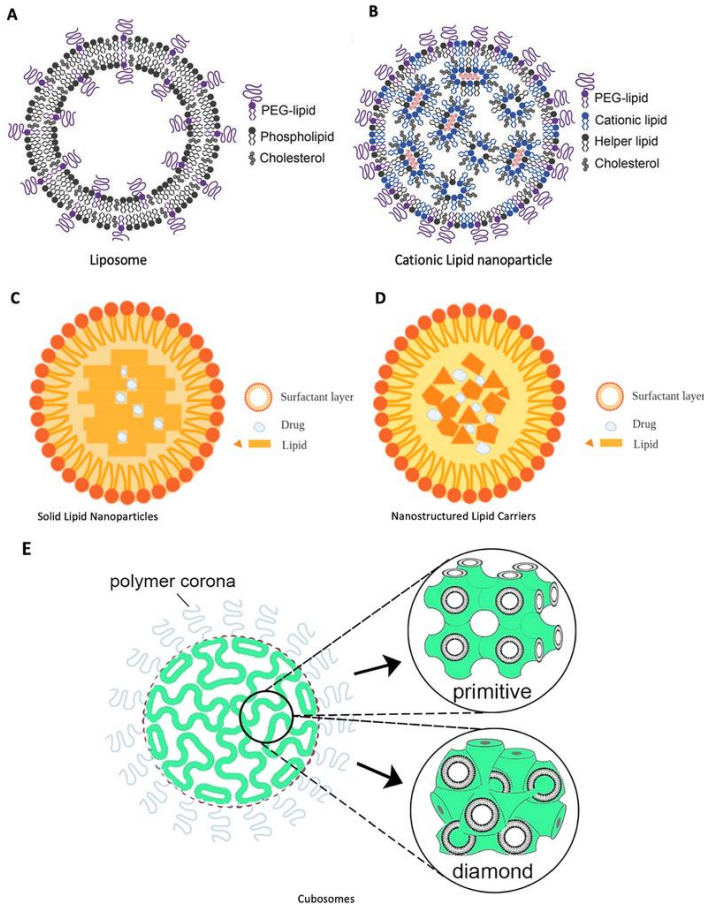 A
PEG-lipid
Phospholipid
Cholesterol
Liposome
B
PEG-lipid
Cationic lipid
Helper lipid
Cholesterol
Cationic Lipid nanoparticle
C
Surfactant layer
Drug
Lipid
Solid Lipid Nanoparticles
D
Surfactant layer
Drug
Lipid
Nanostructured Lipid Carriers
E
polymer corona
primitive
diamond
Cubosomes